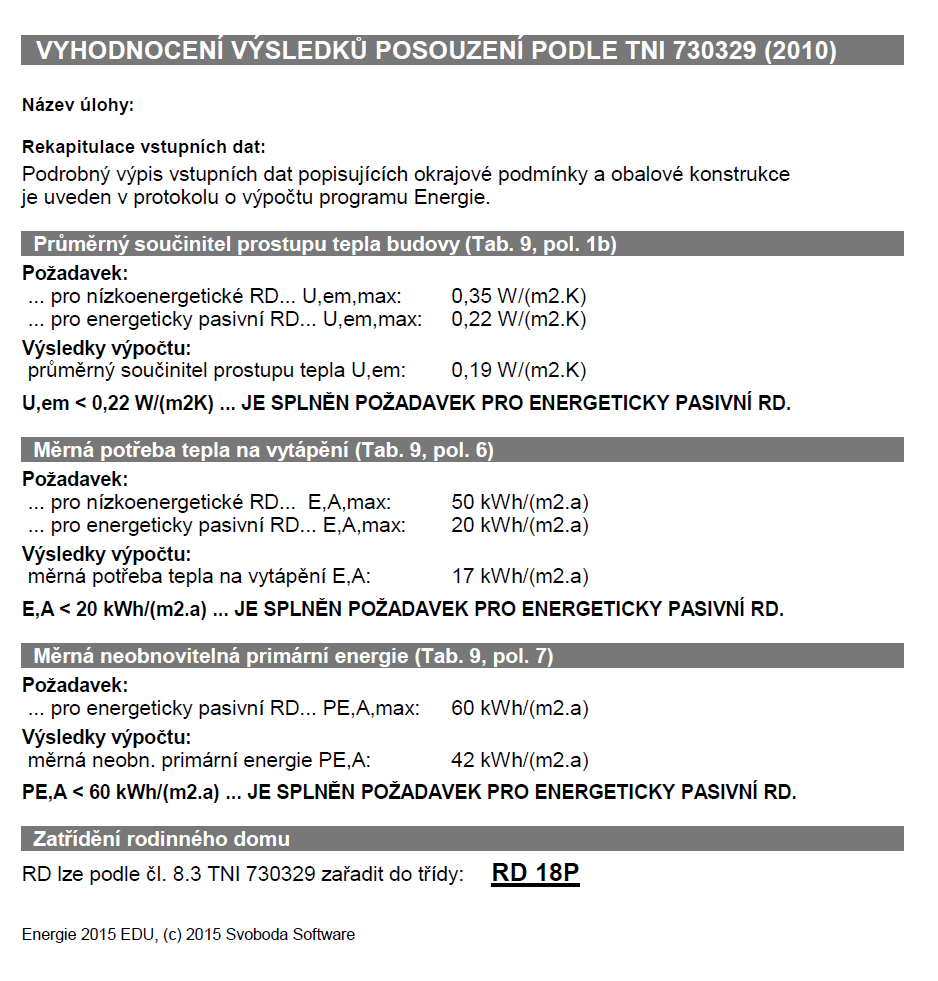 VYHODNOCENÍ VÝSLEDKŮ POSOUZENÍ PODLE TNI 730329 (2010)
Název úlohy:
Rekapitulace vstupních dat:
Podrobný výpis vstupních dat popisujících okrajové podmínky a obalové konstrukce
je uveden v protokolu o výpočtu programu Energie.
Průměrný součinitel prostupu tepla budovy (Tab. 9, pol. 1b)
Požadavek:
... pro nízkoenergetické RD... U,em,max: 0,35 W/(m2.K)
... pro energeticky pasivní RD... U,em,max: 0,22 W/(m2.K)
Výsledky výpočtu:
průměrný součinitel prostupu tepla U,em: 0,19 W/(m2.K)
U,em < 0,22 W/(m2K) ... JE SPLNĚN POŽADAVEK PRO ENERGETICKY PASIVNÍ RD.
Měrná potřeba tepla na vytápění (Tab. 9, pol. 6)
Požadavek:
... pro nízkoenergetické RD... E,A,max: 50 kWh/(m2.a)
... pro energeticky pasivní RD... E,A,max: 20 kWh/(m2.a)
Výsledky výpočtu:
měrná potřeba tepla na vytápění E,A: 17 kWh/(m2.a)
E,A < 20 kWh/(m2.a) ... JE SPLNĚN POŽADAVEK PRO ENERGETICKY PASIVNÍ RD.
Měrná neobnovitelná primární energie (Tab. 9, pol. 7)
Požadavek:
... pro energeticky pasivní RD... PE,A,max: 60 kWh/(m2.a)
Výsledky výpočtu:
měrná neobn. primární energie PE,A: 42 kWh/(m2.a)
PE,A < 60 kWh/(m2.a) ... JE SPLNĚN POŽADAVEK PRO ENERGETICKY PASIVNÍ RD.
Zatřídění rodinného domu
RD lze podle čl. 8.3 TNI 730329 zařadit do třídy: RD 18P
Energie 2015 EDU, (c) 2015 Svoboda Software